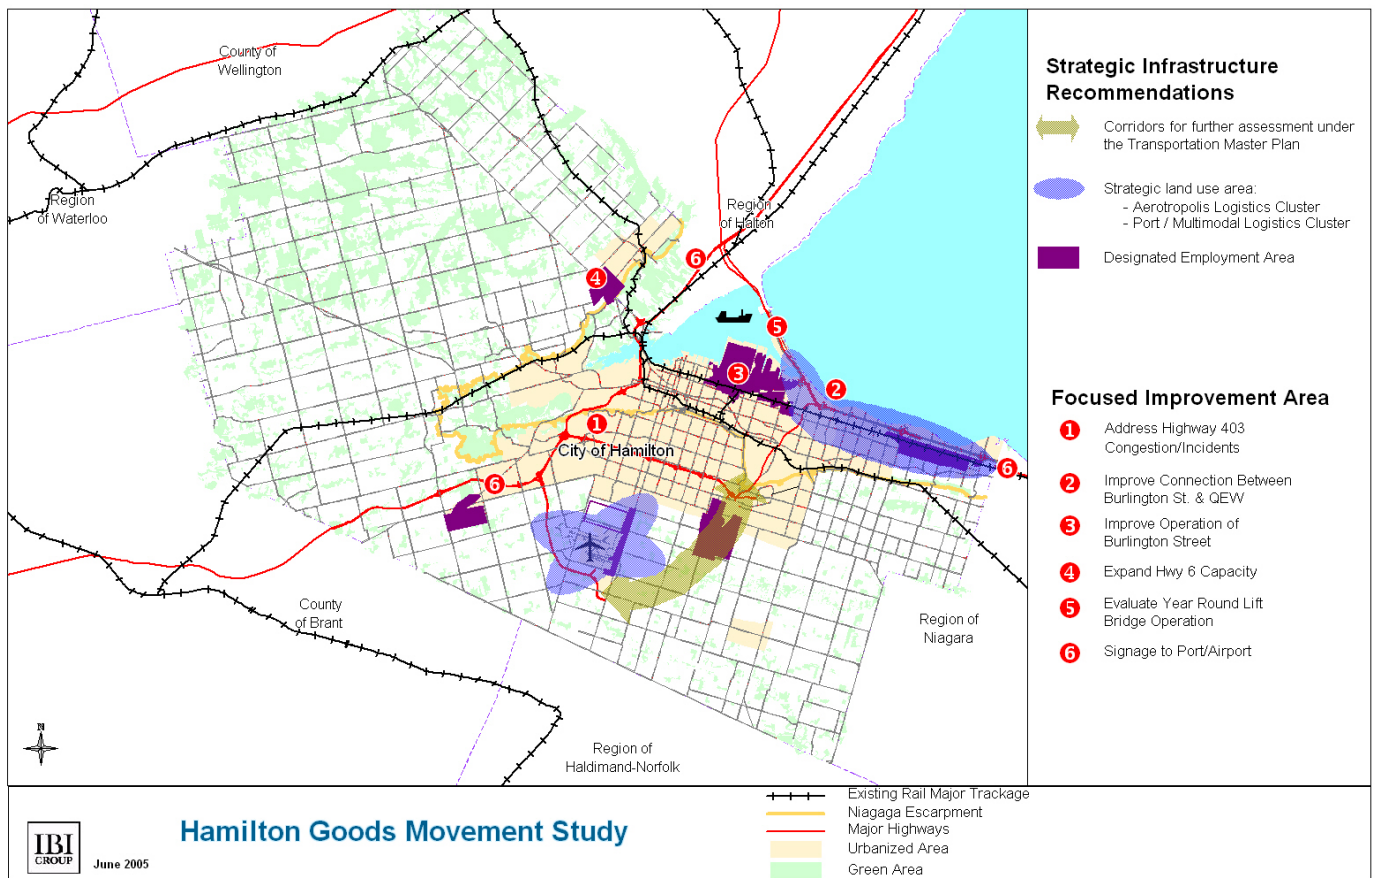 County of
Wellington
Region
of Waterloo
Region
of Halton
City of Hamilton
County
of Brant
Region of
Niagara
Region of
Haldimand-Norfolk
N
4
6
5
3
2
1
6
6
Strategic Infrastructure
Recommendations
Corridors for further assessment under
the Transportation Master Plan
Strategic land use area:
- Aerotropolis Logistics Cluster
- Port / Multimodal Logistics Cluster
Designated Employment Area
Focused Improvement Area
1 Address Highway 403
Congestion/Incidents
2 Improve Connection Between
Burlington St. & QEW
3 Improve Operation of
Burlington Street
4 Expand Hwy 6 Capacity
5 Evaluate Year Round Lift
Bridge Operation
6 Signage to Port/Airport
IBI
GROUP
June 2005
Hamilton Goods Movement Study
Existing Rail Major Trackage
Niagaga Escarpment
Major Highways
Urbanized Area
Green Area